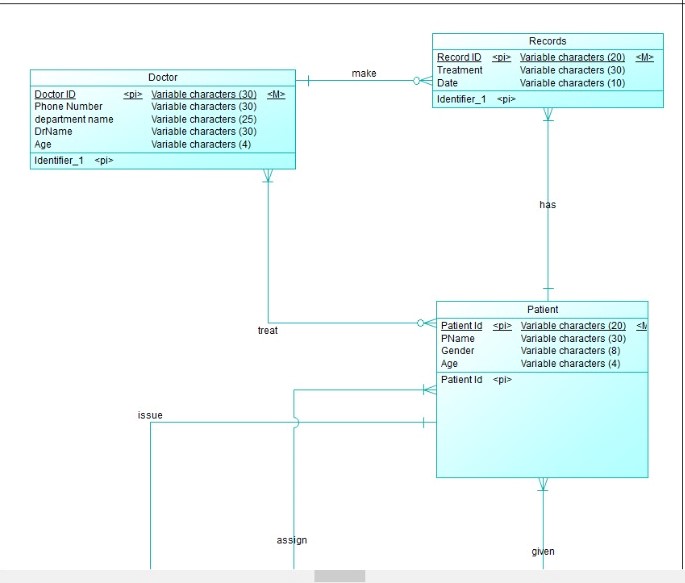 Records
Record ID <pi> Variable characters (20) <M>
Treatment Variable characters (30)
Date Variable characters (10)
Identifier_1 <pi>
make
Doctor
Doctor ID <pi> Variable characters (30) <M>
Phone Number Variable characters (30)
department name Variable characters (25)
DrName Variable characters (30)
Age Variable characters (4)
Identifier_1 <pi>
has
treat
Patient
Patient Id <pi> Variable characters (20) <M
PName Variable characters (30)
Gender Variable characters (8)
Age Variable characters (4)
Patient Id <pi>
issue
assign
given